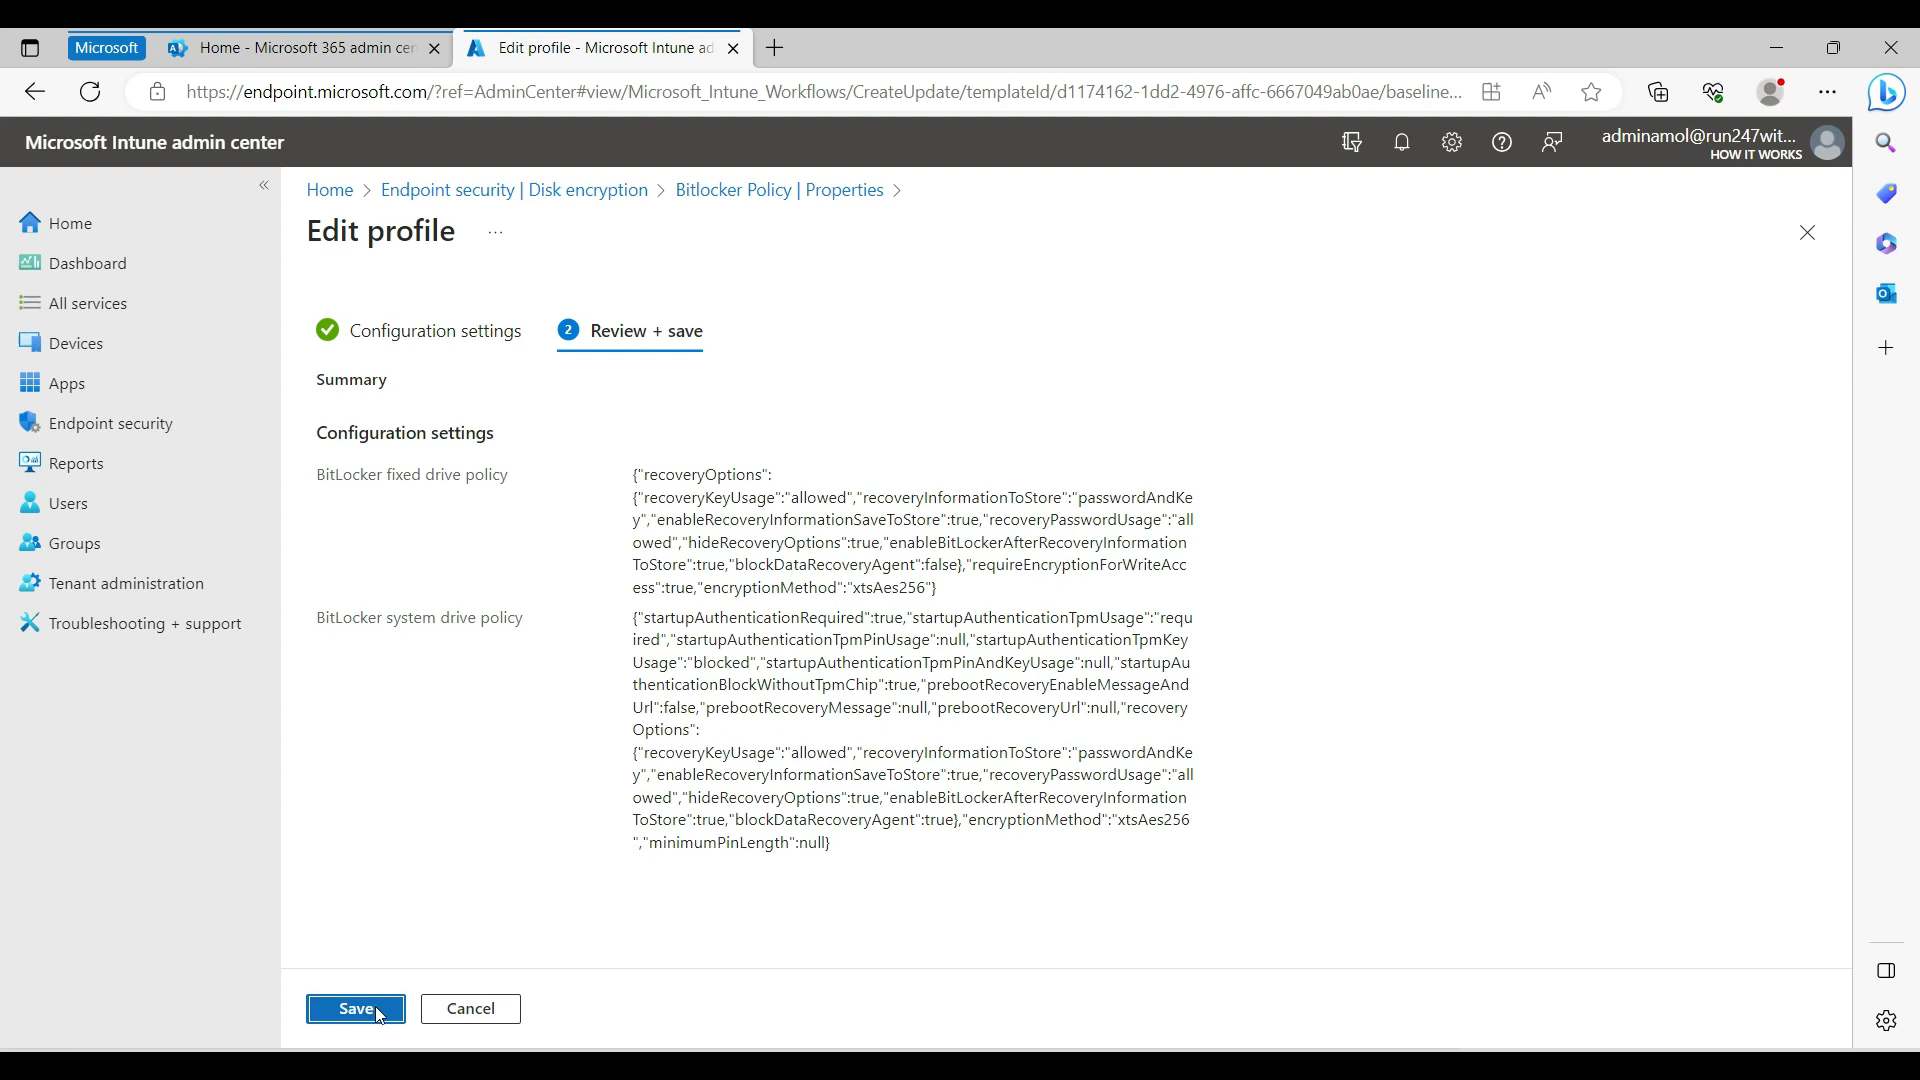 Microsoft
Home - Microsoft 365 admin cen
Edit profile - Microsoft Intune ad
https://endpoint.microsoft.com/?ref=AdminCenter#view/Microsoft_Intune_Workflows/CreateUpdate/templateId/d1174162-1dd2-4976-affc-6667049ab0ae/baseline...
Microsoft Intune admin center
adminamol@run247wit...
HOW IT WORKS
Home > Endpoint security | Disk encryption > Bitlocker Policy | Properties >
Edit profile ...
Home
Dashboard
All services
Devices
Apps
Endpoint security
Reports
Users
Groups
Tenant administration
Troubleshooting + support
Configuration settings
2 Review + save
Summary
Configuration settings
BitLocker fixed drive policy
{"recoveryOptions":
{"recoveryKeyUsage":"allowed","recoveryInformationToStore":"passwordAndKe
y","enableRecoveryInformationSaveToStore":true,"recoveryPasswordUsage":"all
owed","hideRecoveryOptions":true,"enableBitLockerAfterRecoveryInformation
ToStore":true,"blockDataRecoveryAgent":false},"requireEncryptionForWriteAcc
ess":true,"encryptionMethod":"xtsAes256"}
BitLocker system drive policy
{"startupAuthenticationRequired":true,"startupAuthenticationTpmUsage":"requ
ired","startupAuthenticationTpmPinUsage":null,"startupAuthenticationTpmKey
Usage":"blocked","startupAuthenticationTpmPinAndKeyUsage":null,"startupAu
thenticationBlockWithoutTpmChip":true,"prebootRecoveryEnableMessageAnd
Url":false,"prebootRecoveryMessage":null,"prebootRecoveryUrl":null,"recovery
Options":
{"recoveryKeyUsage":"allowed","recoveryInformationToStore":"passwordAndKe
y","enableRecoveryInformationSaveToStore":true,"recoveryPasswordUsage":"all
owed","hideRecoveryOptions":true,"enableBitLockerAfterRecoveryInformation
ToStore":true,"blockDataRecoveryAgent":true},"encryptionMethod":"xtsAes256
","minimumPinLength":null}
Save
Cancel